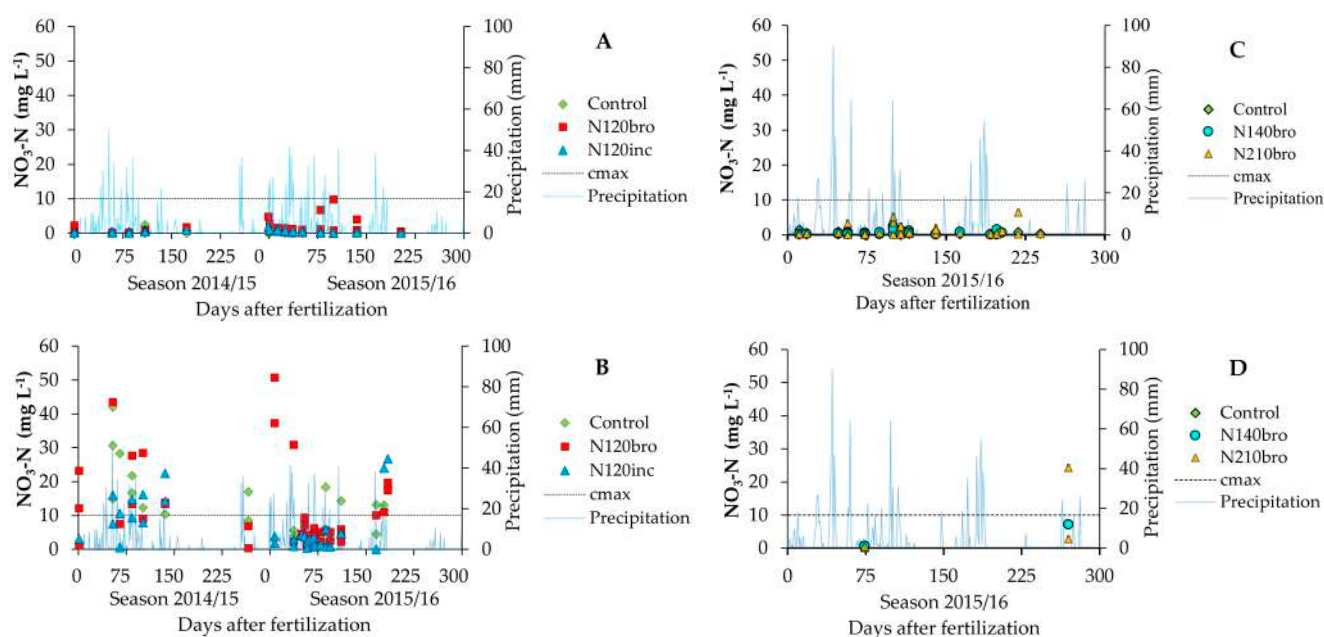 A
NO₃-N (mg L⁻¹)
60
50
40
30
20
10
0
100
80
60
40
20
0
Precipitation (mm)
0 75 150 225 0 75 150 225 300
Season 2014/15 Season 2015/16
Days after fertilization
Control
N120bro
N120inc
cmax
Precipitation
C
NO₃-N (mg L⁻¹)
60
50
40
30
20
10
0
100
80
60
40
20
0
Precipitation (mm)
0 75 150 225 300
Season 2015/16
Days after fertilization
Control
N140bro
N210bro
cmax
Precipitation
B
NO₃-N (mg L⁻¹)
60
50
40
30
20
10
0
100
80
60
40
20
0
Precipitation (mm)
0 75 150 225 0 75 150 225 300
Season 2014/15 Season 2015/16
Days after fertilization
Control
N120bro
N120inc
cmax
Precipitation
D
NO₃-N (mg L⁻¹)
60
50
40
30
20
10
0
100
80
60
40
20
0
Precipitation (mm)
0 75 150 225 300
Season 2015/16
Days after fertilization
Control
N140bro
N210bro
cmax
Precipitation